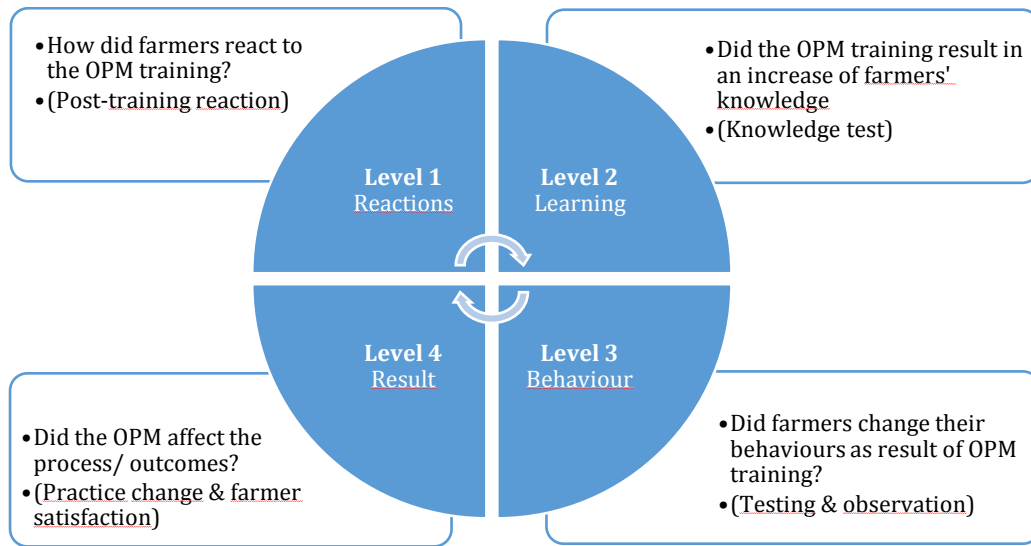 •How did farmers react to
the OPM training?
•(Post-training reaction)
•Did the OPM training result in
an increase of farmers'
knowledge
•(Knowledge test)
Level 1
Reactions
Level 2
Learning
Level 4
Result
Level 3
Behaviour
•Did the OPM affect the
process/ outcomes?
•(Practice change & farmer
satisfaction)
•Did farmers change their
behaviours as result of OPM
training?
•(Testing & observation)